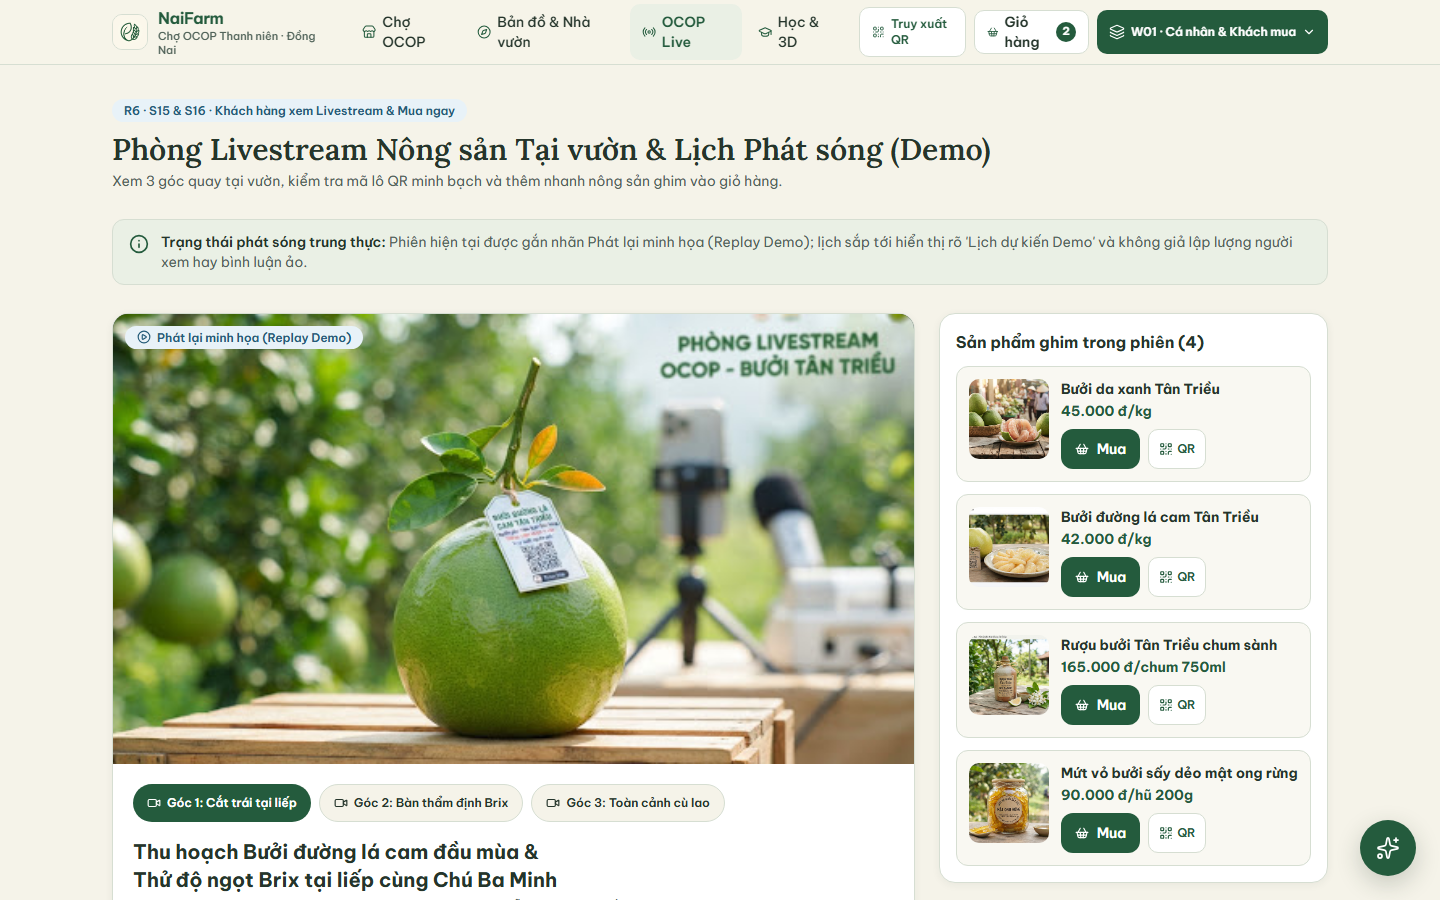 NaiFarm
Chợ OCOP Thanh niên · Đồng
Nai
Chợ
OCOP
Bản đồ & Nhà
vườn
OCOP
Live
Học &
3D
Truy xuất
QR
Giỏ
hàng
2
W01 · Cá nhân & Khách mua
R6 · S15 & S16 · Khách hàng xem Livestream & Mua ngay
Phòng Livestream Nông sản Tại vườn & Lịch Phát sóng (Demo)
Xem 3 góc quay tại vườn, kiểm tra mã lô QR minh bạch và thêm nhanh nông sản ghim vào giỏ hàng.
Trạng thái phát sóng trung thực: Phiên hiện tại được gắn nhãn Phát lại minh họa (Replay Demo); lịch sắp tới hiển thị rõ 'Lịch dự kiến Demo' và không giả lập lượng người
xem hay bình luận ảo.
Phát lại minh họa (Replay Demo)
PHÒNG LIVESTREAM
OCOP - BƯỞI TÂN TRIỀU
Góc 1: Cắt trái tại liếp
Góc 2: Bàn thẩm định Brix
Góc 3: Toàn cảnh cù lao
Thu hoạch Bưởi đường lá cam đầu mùa &
Thử độ ngọt Brix tại liếp cùng Chú Ba Minh
Sản phẩm ghim trong phiên (4)
Bưởi da xanh Tân Triều
45.000 đ/kg
Mua
QR
Bưởi đường lá cam Tân Triều
42.000 đ/kg
Mua
QR
Rượu bưởi Tân Triều chum sành
165.000 đ/chum 750ml
Mua
QR
Mứt vỏ bưởi sấy dẻo mật ong rừng
90.000 đ/hũ 200g
Mua
QR